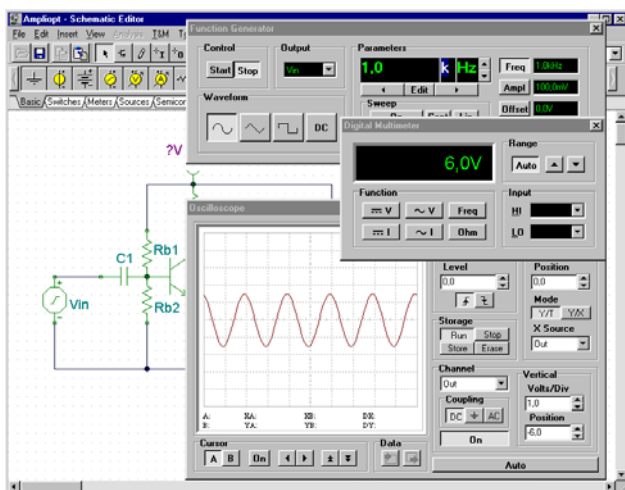 Ampliopt - Schematic Editor
File Edit Insert View Analysis T&M
Basic Switches Meters Sources Semicon
?V
Rb1
C1
Rb2
Vin
Function Generator
Control
Start Stop
Output
Vin
Parameters
1,0 k Hz
Edit
Sweep
Freq 1,0kHz
Ampl 100,0mV
Offset 0,0V
Waveform
DC
Digital Multimeter
6,0V
Range
Auto
Function
V V Freq
I I Ohm
Input
HI
LO
Oscilloscope
A: XA: XB: DX:
B: YA: YB: DY:
Cursor
A B On
Data
Level
0,0
Position
0,0
Mode
Y/T Y/X
X Source
Out
Storage
Run Stop
Store Erase
Channel
Out
Coupling
DC AC
On
Vertical
Volts/Div
1,0
Position
-6,0
Auto